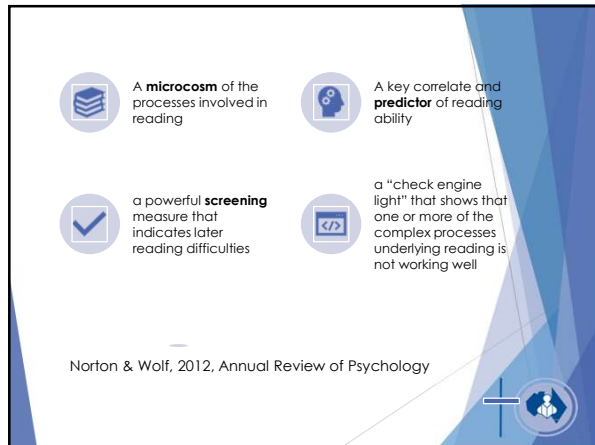 A microcosm of the
processes involved in
reading
A key correlate and
predictor of reading
ability
a powerful screening
measure that
indicates later
reading difficulties
a “check engine
light” that shows that
one or more of the
complex processes
underlying reading is
not working well
</>
Norton & Wolf, 2012, Annual Review of Psychology